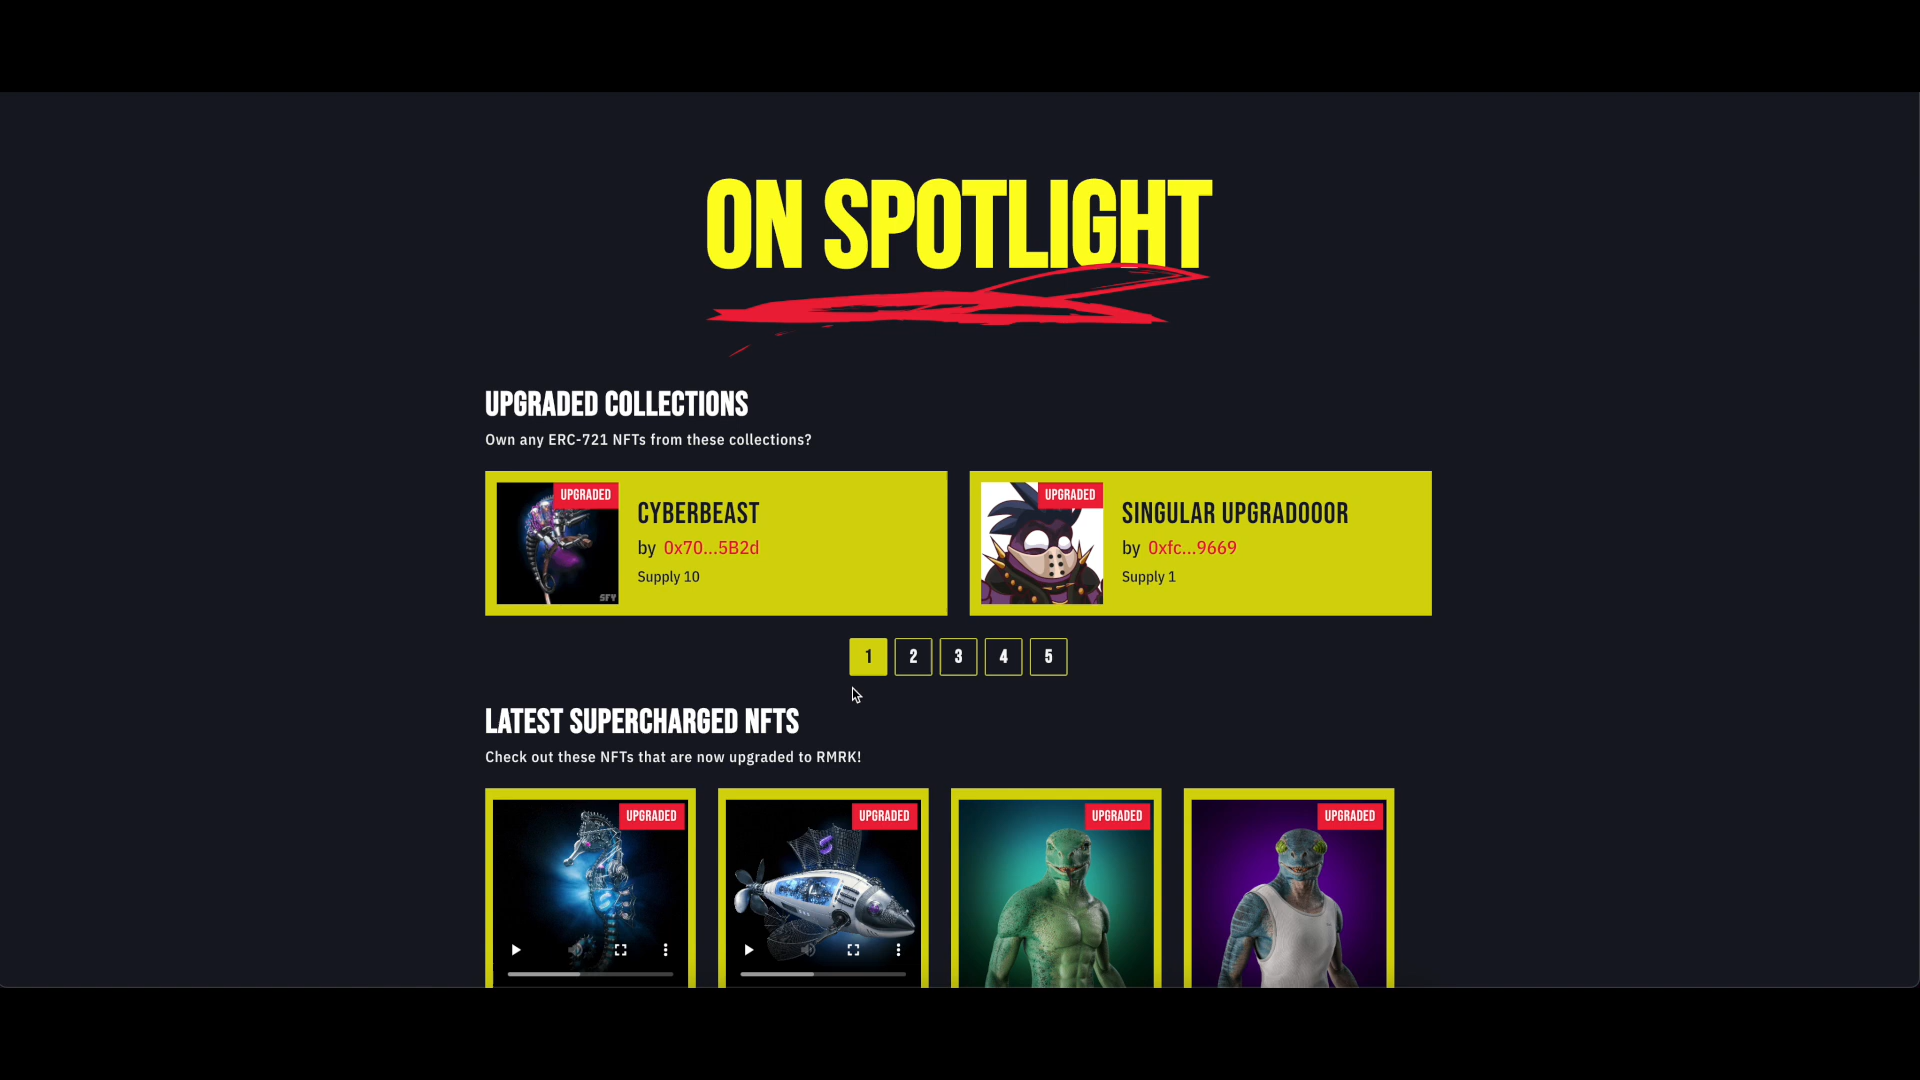 ON SPOTLIGHT
UPGRADED COLLECTIONS
Own any ERC-721 NFTs from these collections?
UPGRADED
CYBERBEAST
by 0x70...5B2d
Supply 10
SFY
UPGRADED
SINGULAR UPGRADOOOR
by 0xfc...9669
Supply 1
1 2 3 4 5
LATEST SUPERCHARGED NFTS
Check out these NFTs that are now upgraded to RMRK!
UPGRADED
UPGRADED
UPGRADED
UPGRADED